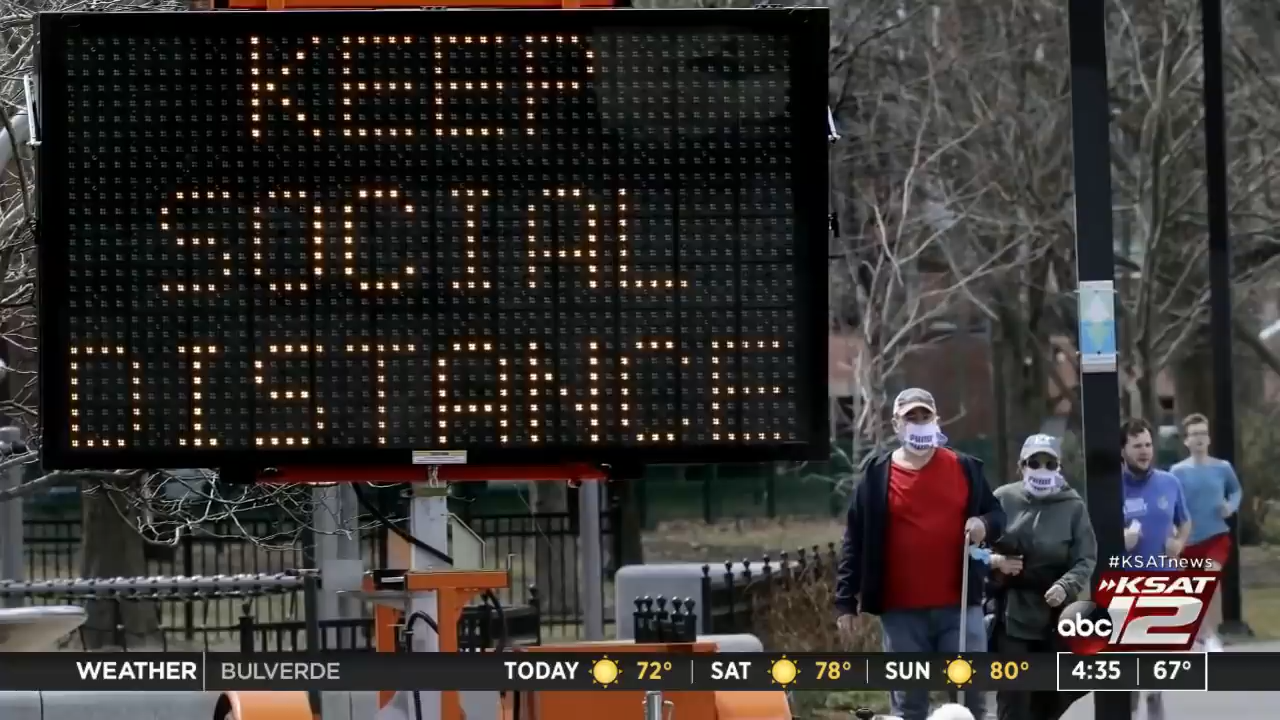 KEEP
SOCIAL
DISTANCE
#KSATnews
KSAT
abc 12
WEATHER BULVERDE TODAY 72° SAT 78° SUN 80° 4:35 67°